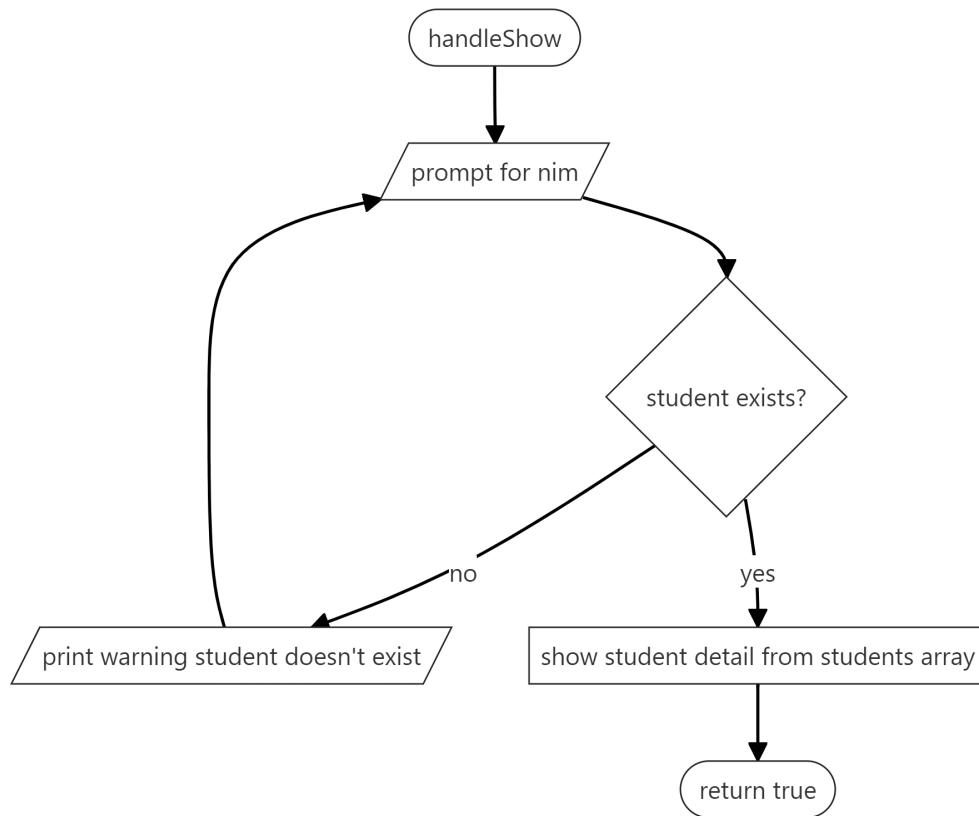 handleShow
prompt for nim
student exists?
no
yes
print warning student doesn't exist
show student detail from students array
return true